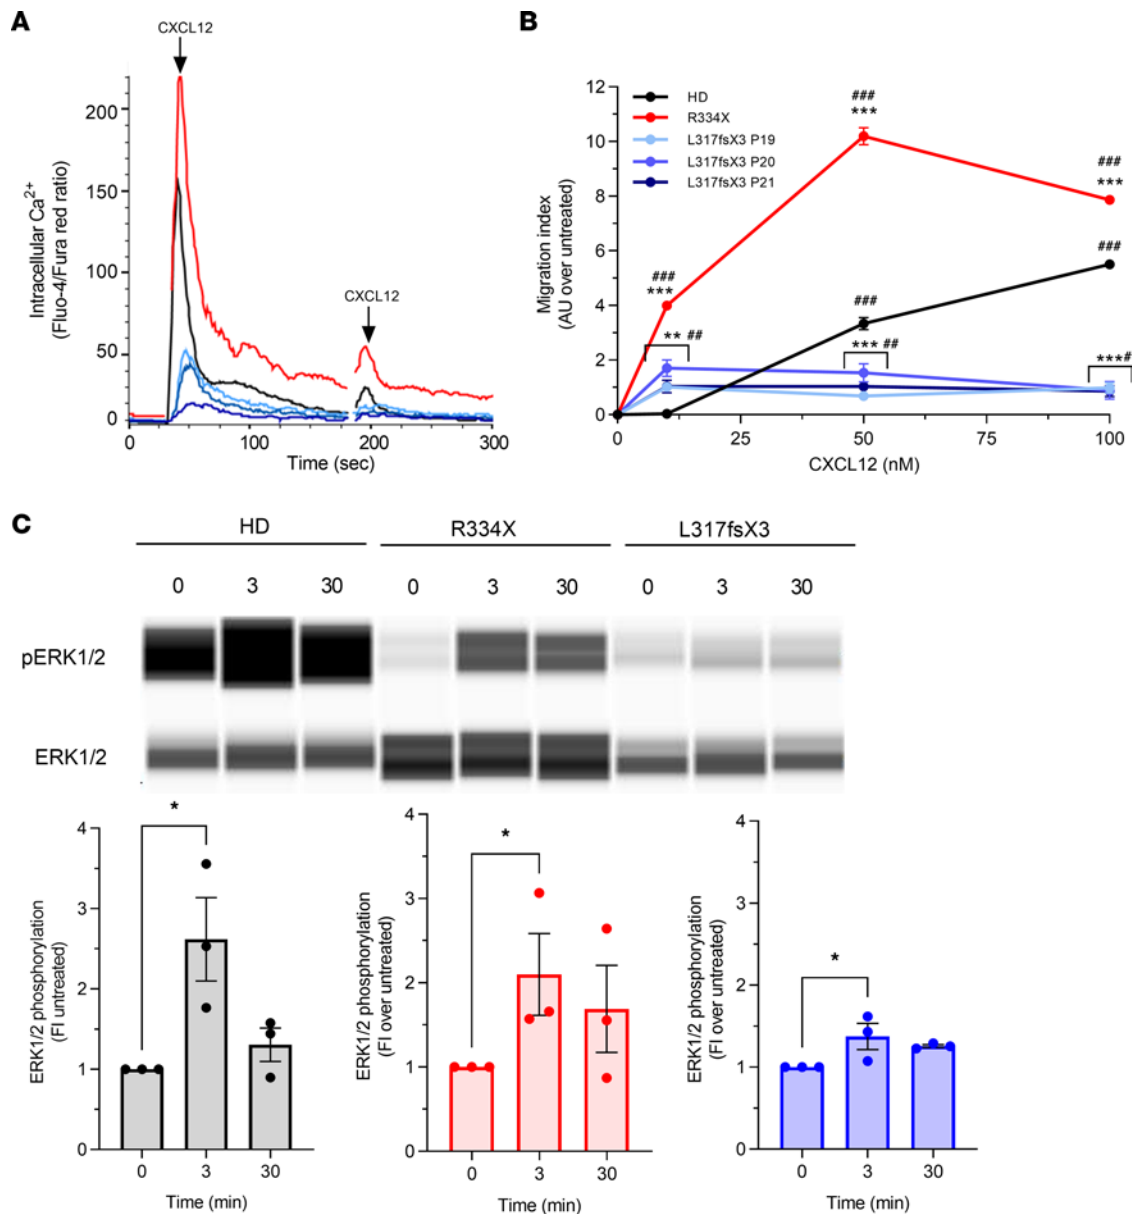 A
CXCL12
CXCL12
Intracellular Ca2+
(Fluo-4/Fura red ratio)
200
150
100
50
0
0
50
100
200
300
Time (sec)
B
HD
R334X
L317fsX3 P19
L317fsX3 P20
L317fsX3 P21
Migration index
(AU over untreated)
12
10
8
6
4
2
0
###
***
###
***
###
***
###
###
** ##
*** ##
***#
0
25
50
75
100
CXCL12 (nM)
C
HD
R334X
L317fsX3
0
3
30
0
3
30
0
3
30
pERK1/2
ERK1/2
ERK1/2 phosphorylation
(FI untreated)
4
3
2
1
0
*
0
3
30
Time (min)
ERK1/2 phosphorylation
(FI over untreated)
4
3
2
1
0
*
0
3
30
Time (min)
ERK1/2 phosphorylation
(FI over untreated)
4
3
2
1
0
*
0
3
30
Time (min)